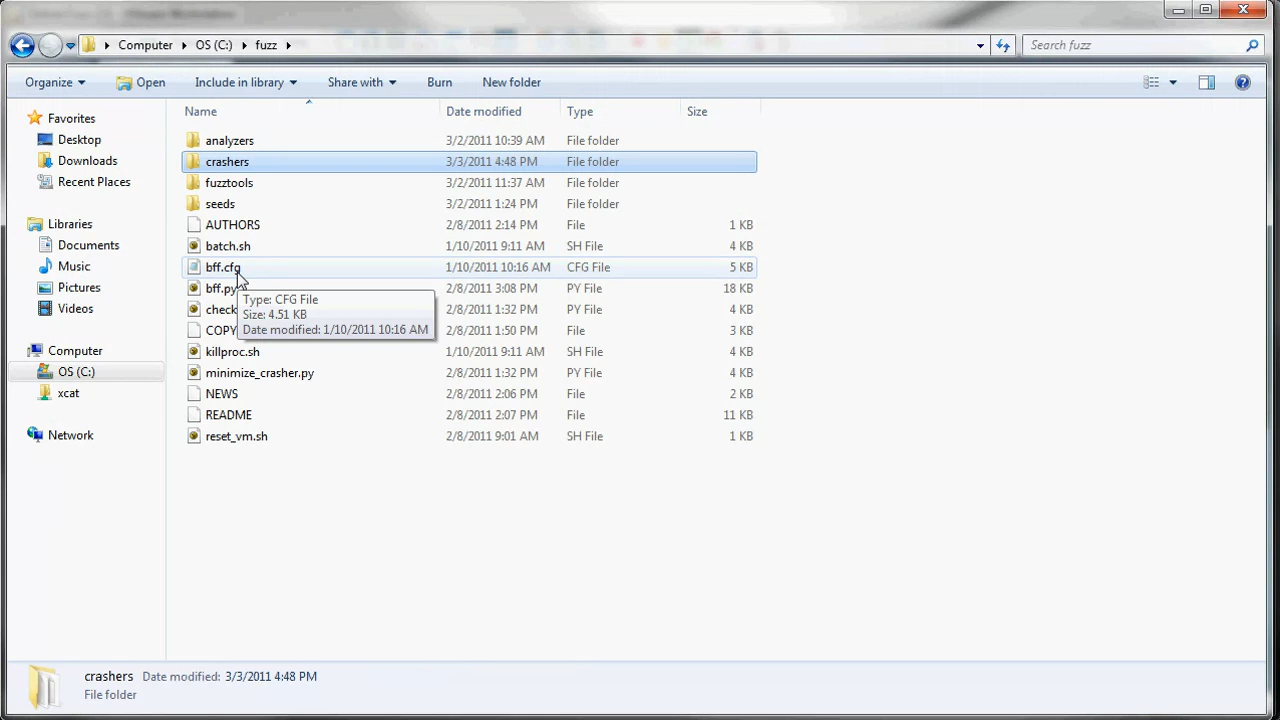 Computer OS (C:) fuzz Search fuzz
Organize Open Include in library Share with Burn New folder
Name Date modified Type Size
Favorites
Desktop
Downloads
Recent Places
Libraries
Documents
Music
Pictures
Videos
Computer
OS (C:)
xcat
Network
analyzers 3/2/2011 10:39 AM File folder
crashers 3/3/2011 4:48 PM File folder
fuzztools 3/2/2011 11:37 AM File folder
seeds 3/2/2011 1:24 PM File folder
AUTHORS 2/8/2011 2:14 PM File 1 KB
batch.sh 1/10/2011 9:11 AM SH File 4 KB
bff.cfg 1/10/2011 10:16 AM CFG File 5 KB
bff.py 2/8/2011 3:08 PM PY File 18 KB
check 2/8/2011 1:32 PM PY File 4 KB
COPY 2/8/2011 1:50 PM File 3 KB
killproc.sh 1/10/2011 9:11 AM SH File 4 KB
minimize_crasher.py 2/8/2011 1:32 PM PY File 4 KB
NEWS 2/8/2011 2:06 PM File 2 KB
README 2/8/2011 2:07 PM File 11 KB
reset_vm.sh 2/8/2011 9:01 AM SH File 1 KB
Type: CFG File
Size: 4.51 KB
Date modified: 1/10/2011 10:16 AM
crashers Date modified: 3/3/2011 4:48 PM
File folder